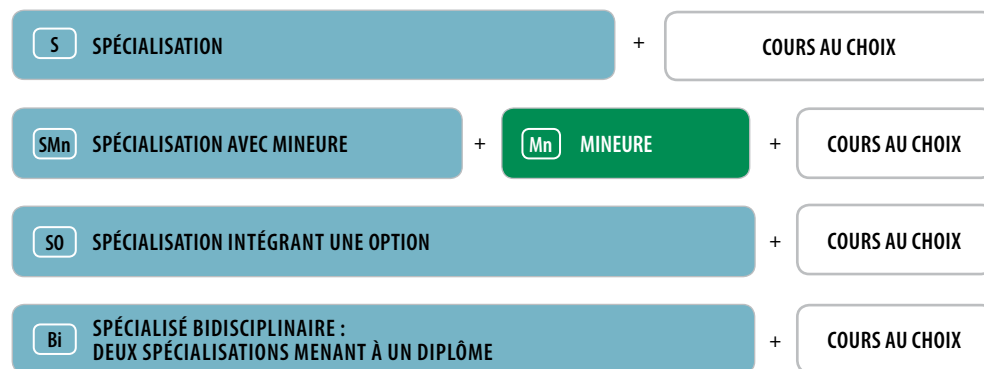 S SPÉCIALISATION + COURS AU CHOIX
SMn SPÉCIALISATION AVEC MINEURE + Mn MINEURE + COURS AU CHOIX
SO SPÉCIALISATION INTÉGRANT UNE OPTION + COURS AU CHOIX
Bi SPÉCIALISÉ BIDISCIPLINAIRE :
DEUX SPÉCIALISATIONS MENANT À UN DIPLÔME + COURS AU CHOIX